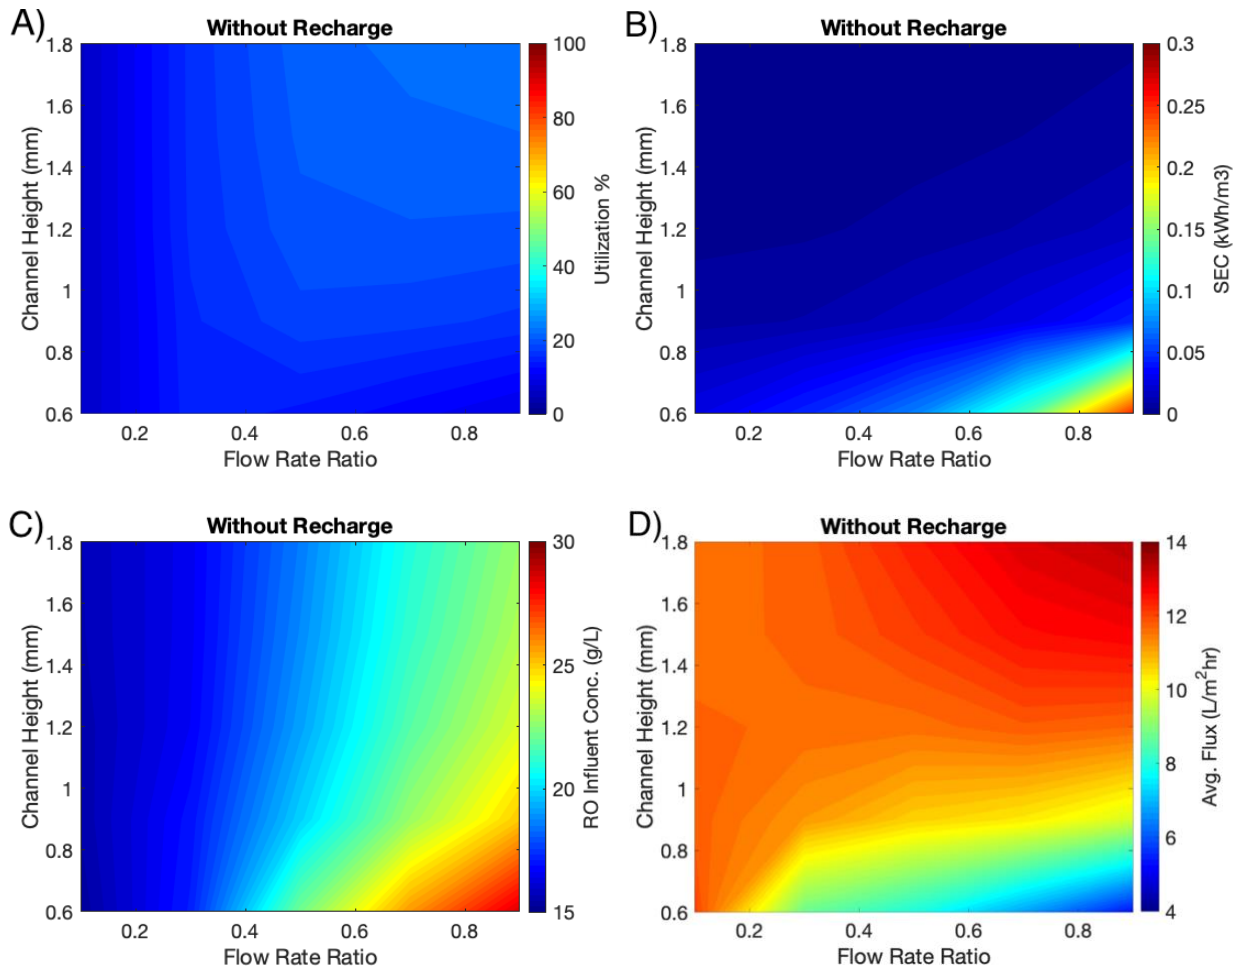 A)
Without Recharge
1.8
1.6
1.4
1.2
1
0.8
0.6
Channel Height (mm)
0.2 0.4 0.6 0.8
Flow Rate Ratio
100
80
60
40
20
0
Utilization %
B)
Without Recharge
1.8
1.6
1.4
1.2
1
0.8
0.6
Channel Height (mm)
0.2 0.4 0.6 0.8
Flow Rate Ratio
0.3
0.25
0.2
0.15
0.1
0.05
0
SEC (kWh/m3)
C)
Without Recharge
1.8
1.6
1.4
1.2
1
0.8
0.6
Channel Height (mm)
0.2 0.4 0.6 0.8
Flow Rate Ratio
30
25
20
15
RO Influent Conc. (g/L)
D)
Without Recharge
1.8
1.6
1.4
1.2
1
0.8
0.6
Channel Height (mm)
0.2 0.4 0.6 0.8
Flow Rate Ratio
14
12
10
8
6
4
Avg. Flux (L/m²hr)